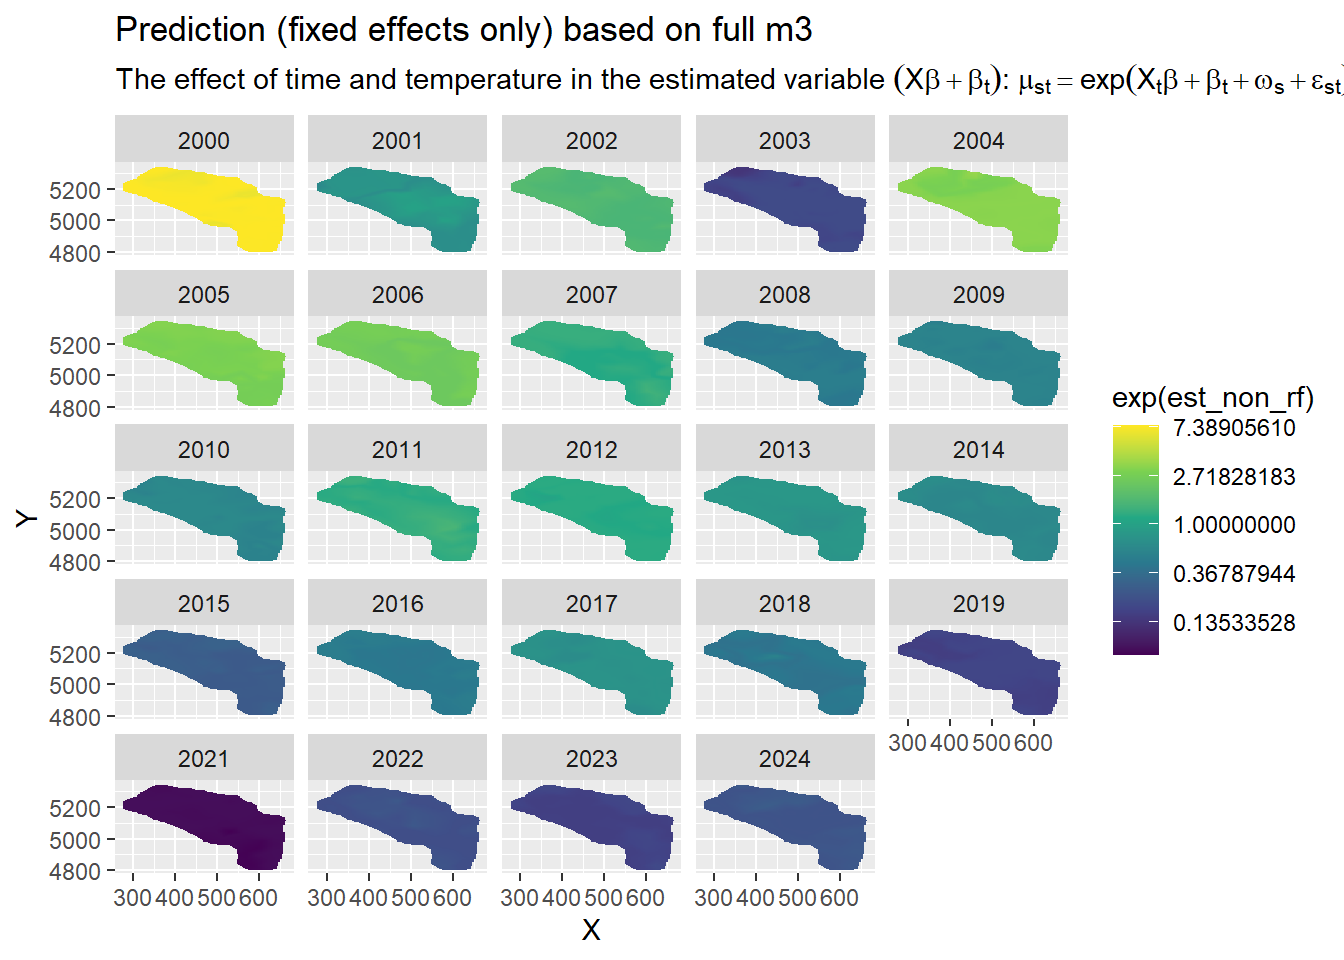 Prediction (fixed effects only) based on full m3
The effect of time and temperature in the estimated variable (Xβ + βt): μst = exp(Xtβ + βt + ωs + εst)
2000 2001 2002 2003 2004
5200
5000
4800
2005 2006 2007 2008 2009
5200
5000
4800
2010 2011 2012 2013 2014
5200
5000
4800
2015 2016 2017 2018 2019
5200
5000
4800
300 400 500 600
2021 2022 2023 2024
5200
5000
4800
300 400 500 600 300 400 500 600 300 400 500 600 300 400 500 600
X
Y
exp(est_non_rf)
7.38905610
2.71828183
1.00000000
0.36787944
0.13533528